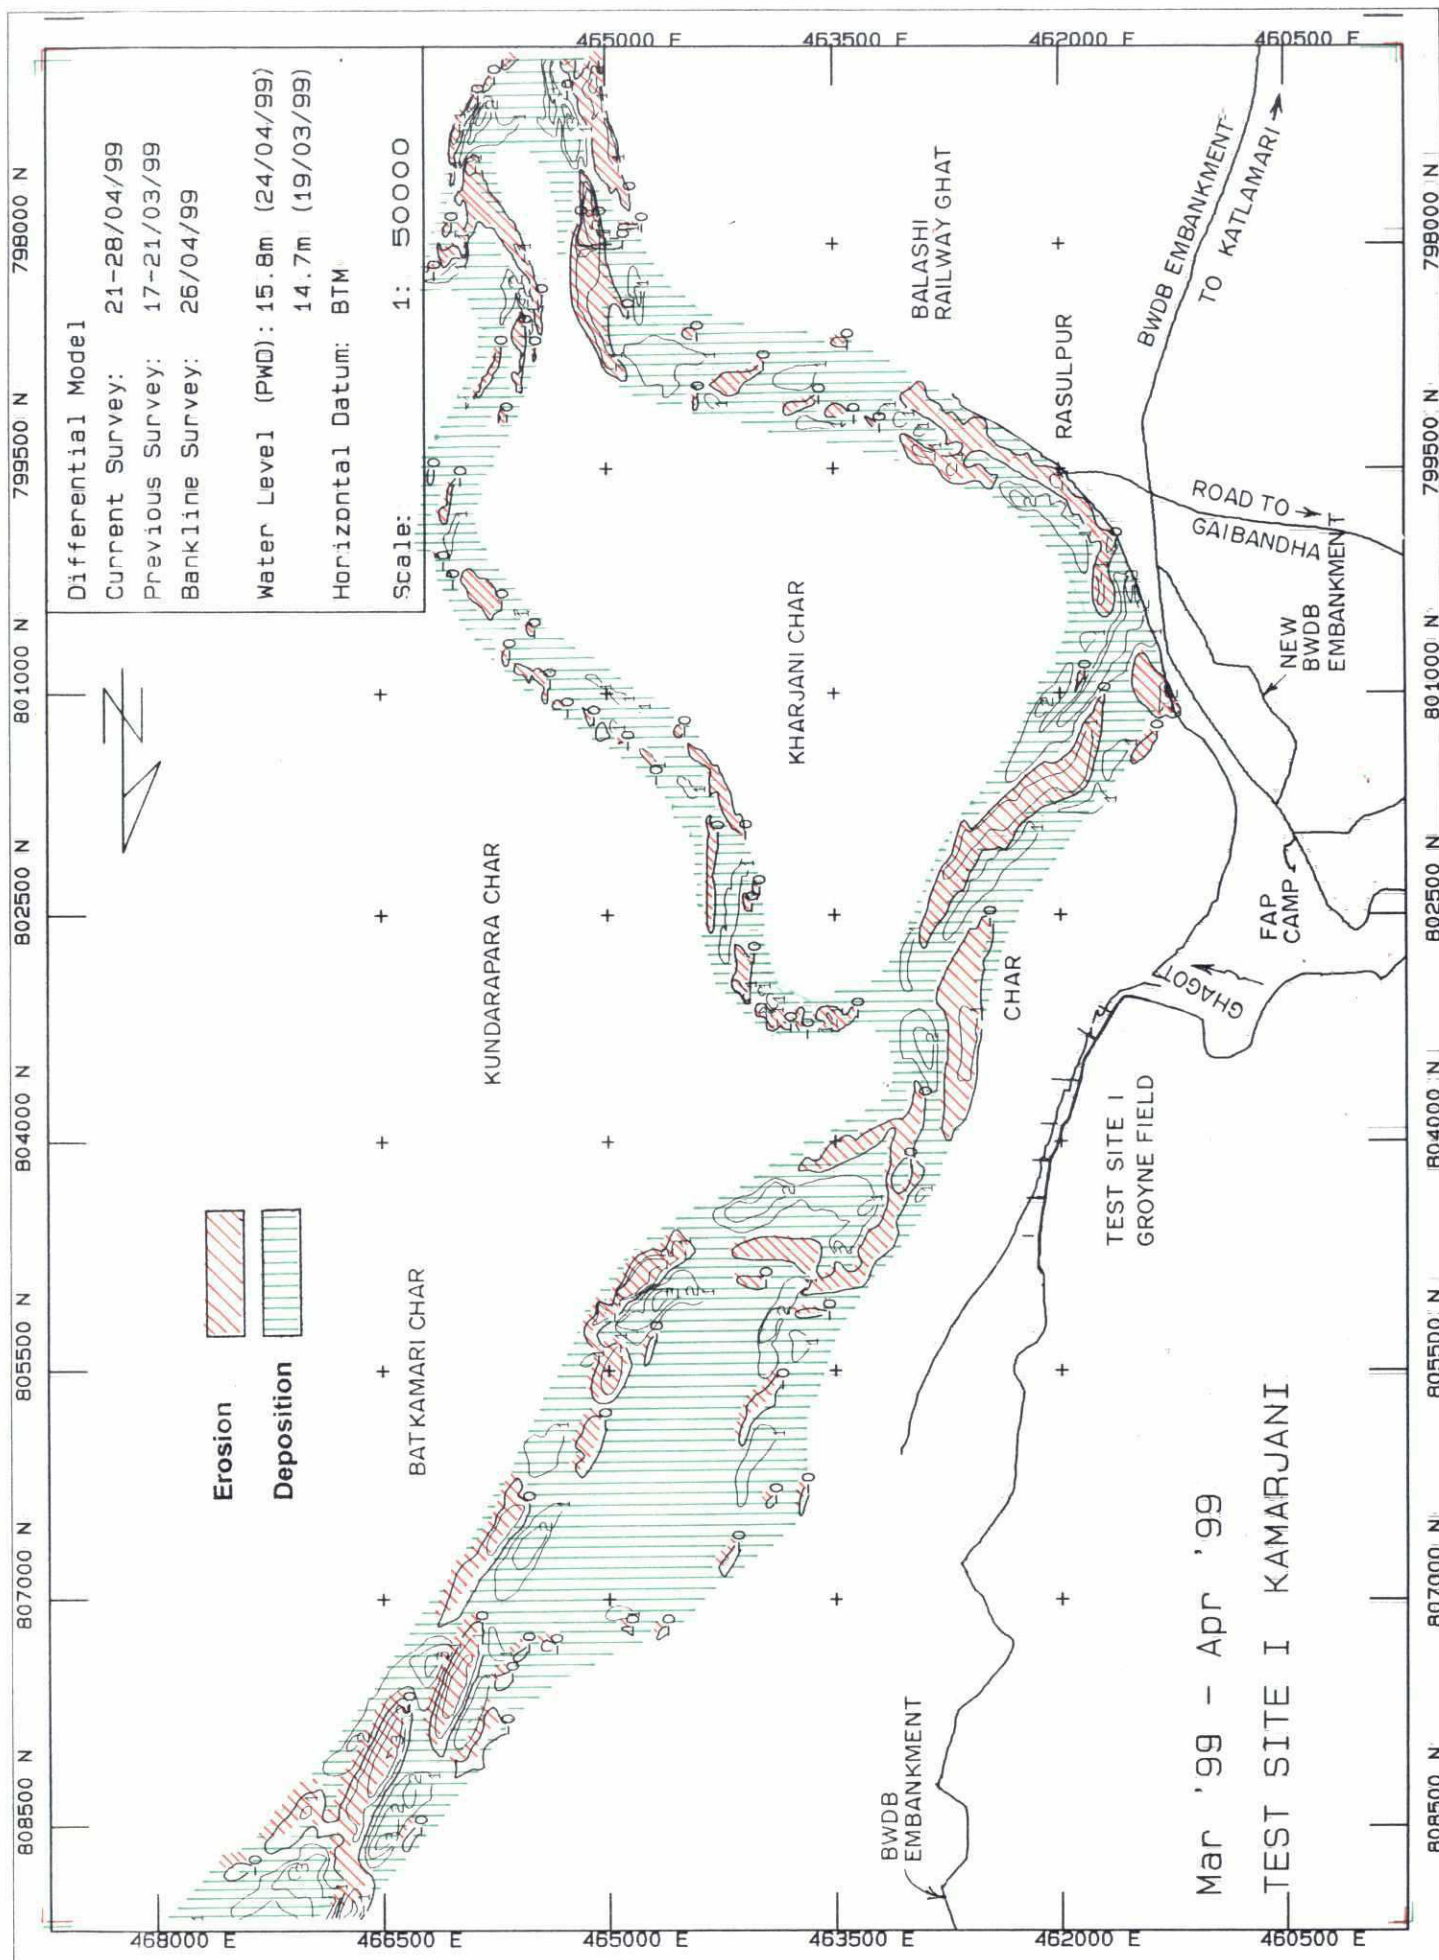 Differential Model
Current Survey: 21-28/04/99
Previous Survey: 17-21/03/99
Bankline Survey: 26/04/99
Water Level (PWD): 15.8m (24/04/99)
14.7m (19/03/99)
Horizontal Datum: BTM
Scale: 1: 50000
808500 N
807000 N
805500 N
804000 N
802500 N
801000 N
799500 N
798000 N
468000 E
466500 E
465000 E
463500 E
462000 E
460500 E
465000 E
463500 E
462000 E
460500 E
Erosion
Deposition
BATKAMARI CHAR
KUNDARAPARA CHAR
KHARJANI CHAR
BALASHI
RAILWAY GHAT
RASULPUR
CHAR
BWDB EMBANKMENT
TO KATLAMARI
ROAD TO
GAIBANDHA
NEW
BWDB
EMBANKMENT
FAP
CAMP
GHAGOT
TEST SITE I
GROYNE FIELD
BWDB
EMBANKMENT
Mar '99 - Apr '99
TEST SITE I KAMARJANI
808500 N
807000 N
805500 N
804000 N
802500 N
801000 N
799500 N
798000 N